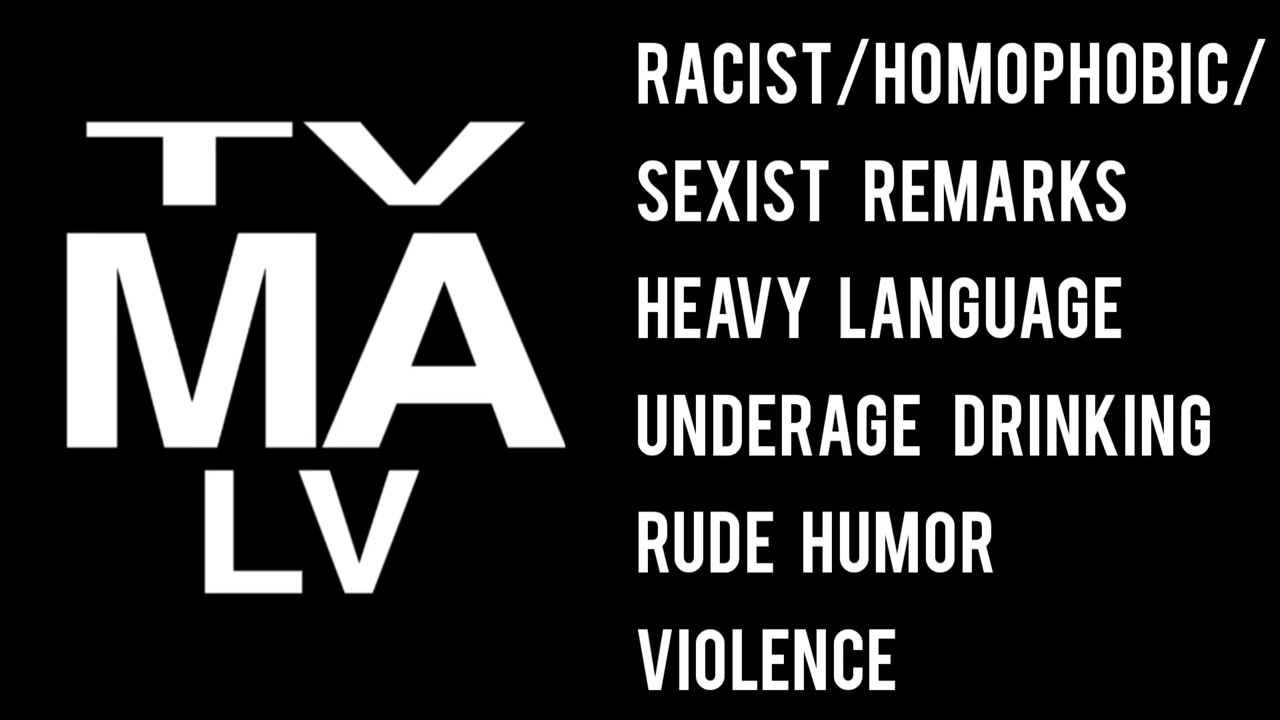 TV
MA
LV
RACIST/HOMOPHOBIC/
SEXIST REMARKS
HEAVY LANGUAGE
UNDERAGE DRINKING
RUDE HUMOR
VIOLENCE